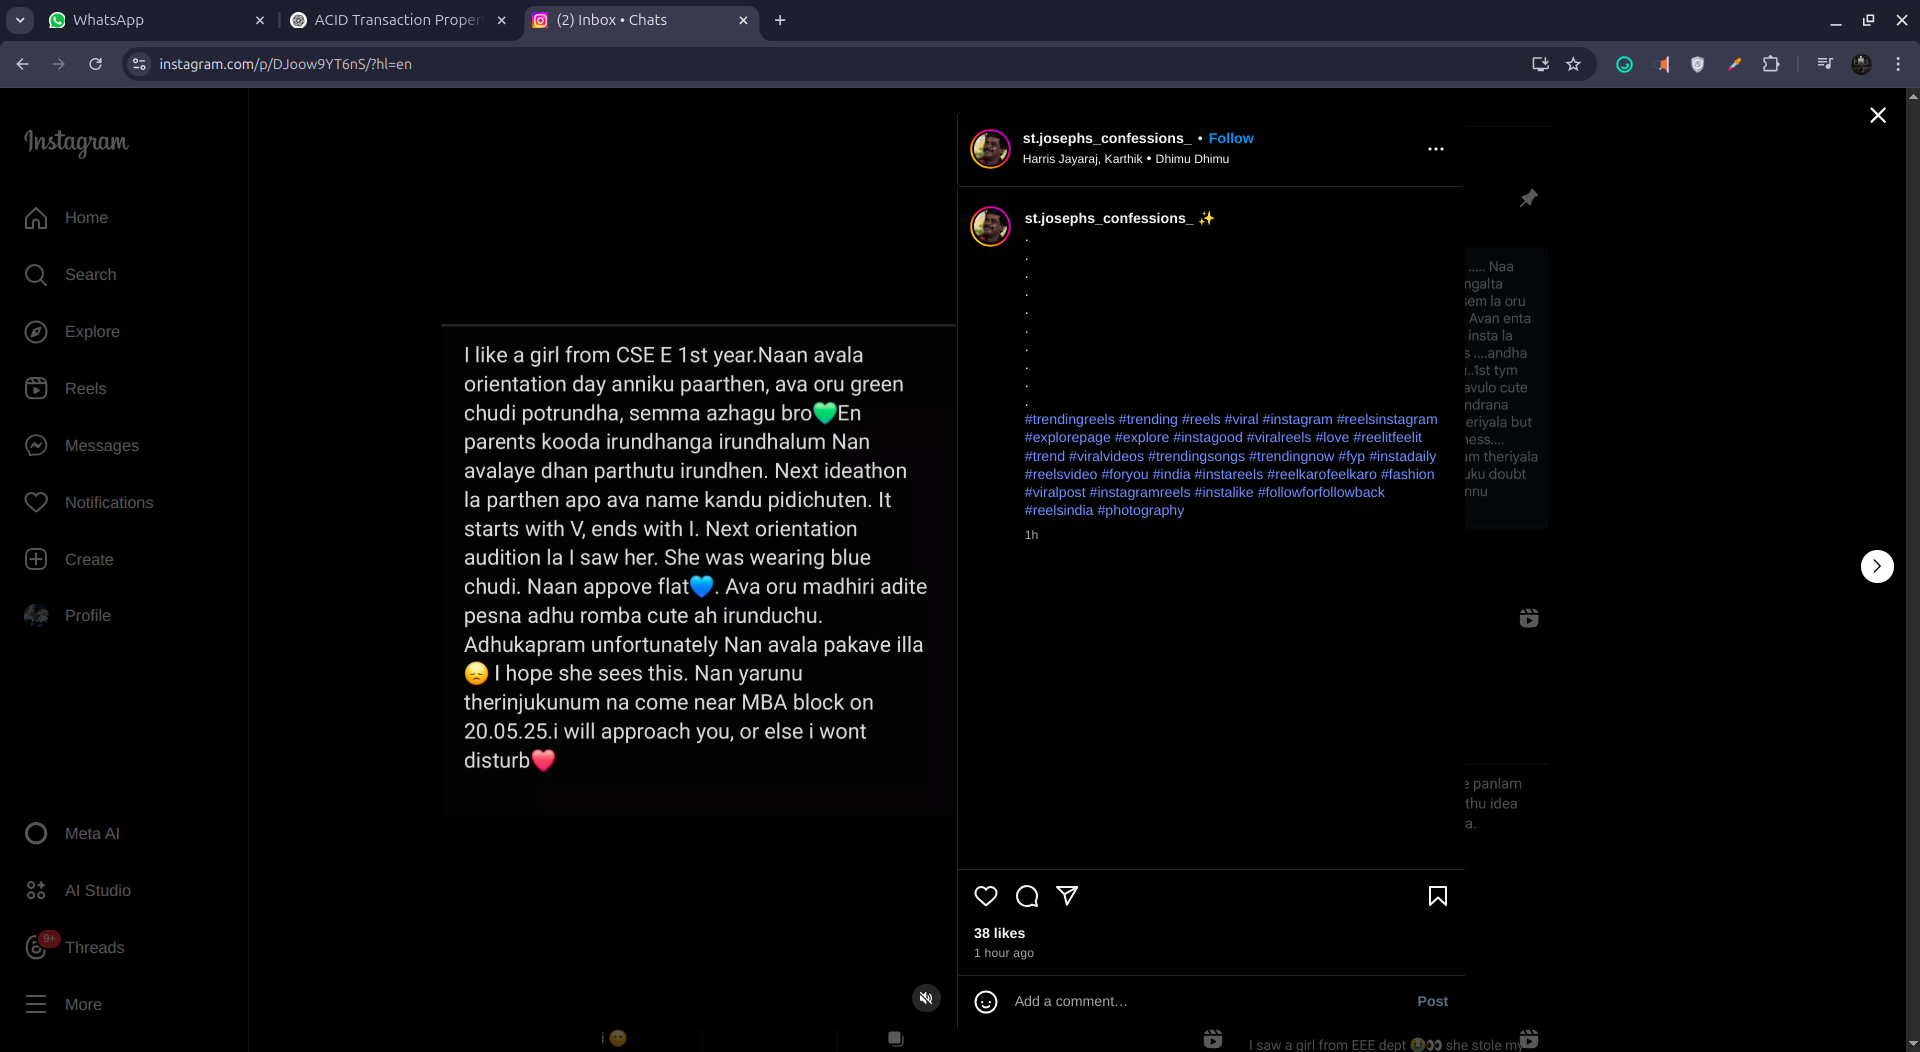 WhatsApp
ACID Transaction Proper
(2) Inbox • Chats
instagram.com/p/DJoow9YT6nS/?hl=en
Instagram
Home
Search
Explore
Reels
Messages
Notifications
Create
Profile
Meta AI
AI Studio
9+
Threads
More
I like a girl from CSE E 1st year.Naan avala
orientation day anniku paarthen, ava oru green
chudi potrundha, semma azhagu bro💚En
parents kooda irundhanga irundhalum Nan
avalaye dhan parthutu irundhen. Next ideathon
la parthen apo ava name kandu pidichuten. It
starts with V, ends with I. Next orientation
audition la I saw her. She was wearing blue
chudi. Naan appove flat💙. Ava oru madhiri adite
pesna adhu romba cute ah irunduchu.
Adhukapram unfortunately Nan avala pakave illa
😞 I hope she sees this. Nan yarunu
therinjukunum na come near MBA block on
20.05.25.i will approach you, or else i wont
disturb❤️
st.josephs_confessions_ • Follow
Harris Jayaraj, Karthik • Dhimu Dhimu
st.josephs_confessions_ ✨
.
.
.
.
.
.
.
.
.
.
#trendingreels #trending #reels #viral #instagram #reelsinstagram
#explorepage #explore #instagood #viralreels #love #reelitfeelit
#trend #viralvideos #trendingsongs #trendingnow #fyp #instadaily
#reelsvideo #foryou #india #instareels #reelkarofeelkaro #fashion
#viralpost #instagramreels #instalike #followforfollowback
#reelsindia #photography
1h
38 likes
1 hour ago
Add a comment…
Post
..... Naa
ngalta
sem la oru
Avan enta
insta la
s ....andha
..1st tym
avulo cute
ndrana
eriyala but
ness....
am theriyala
uku doubt
nnu
e panlam
thu idea
a.
i 🙂
I saw a girl from EEE dept 😭👀 she stole my